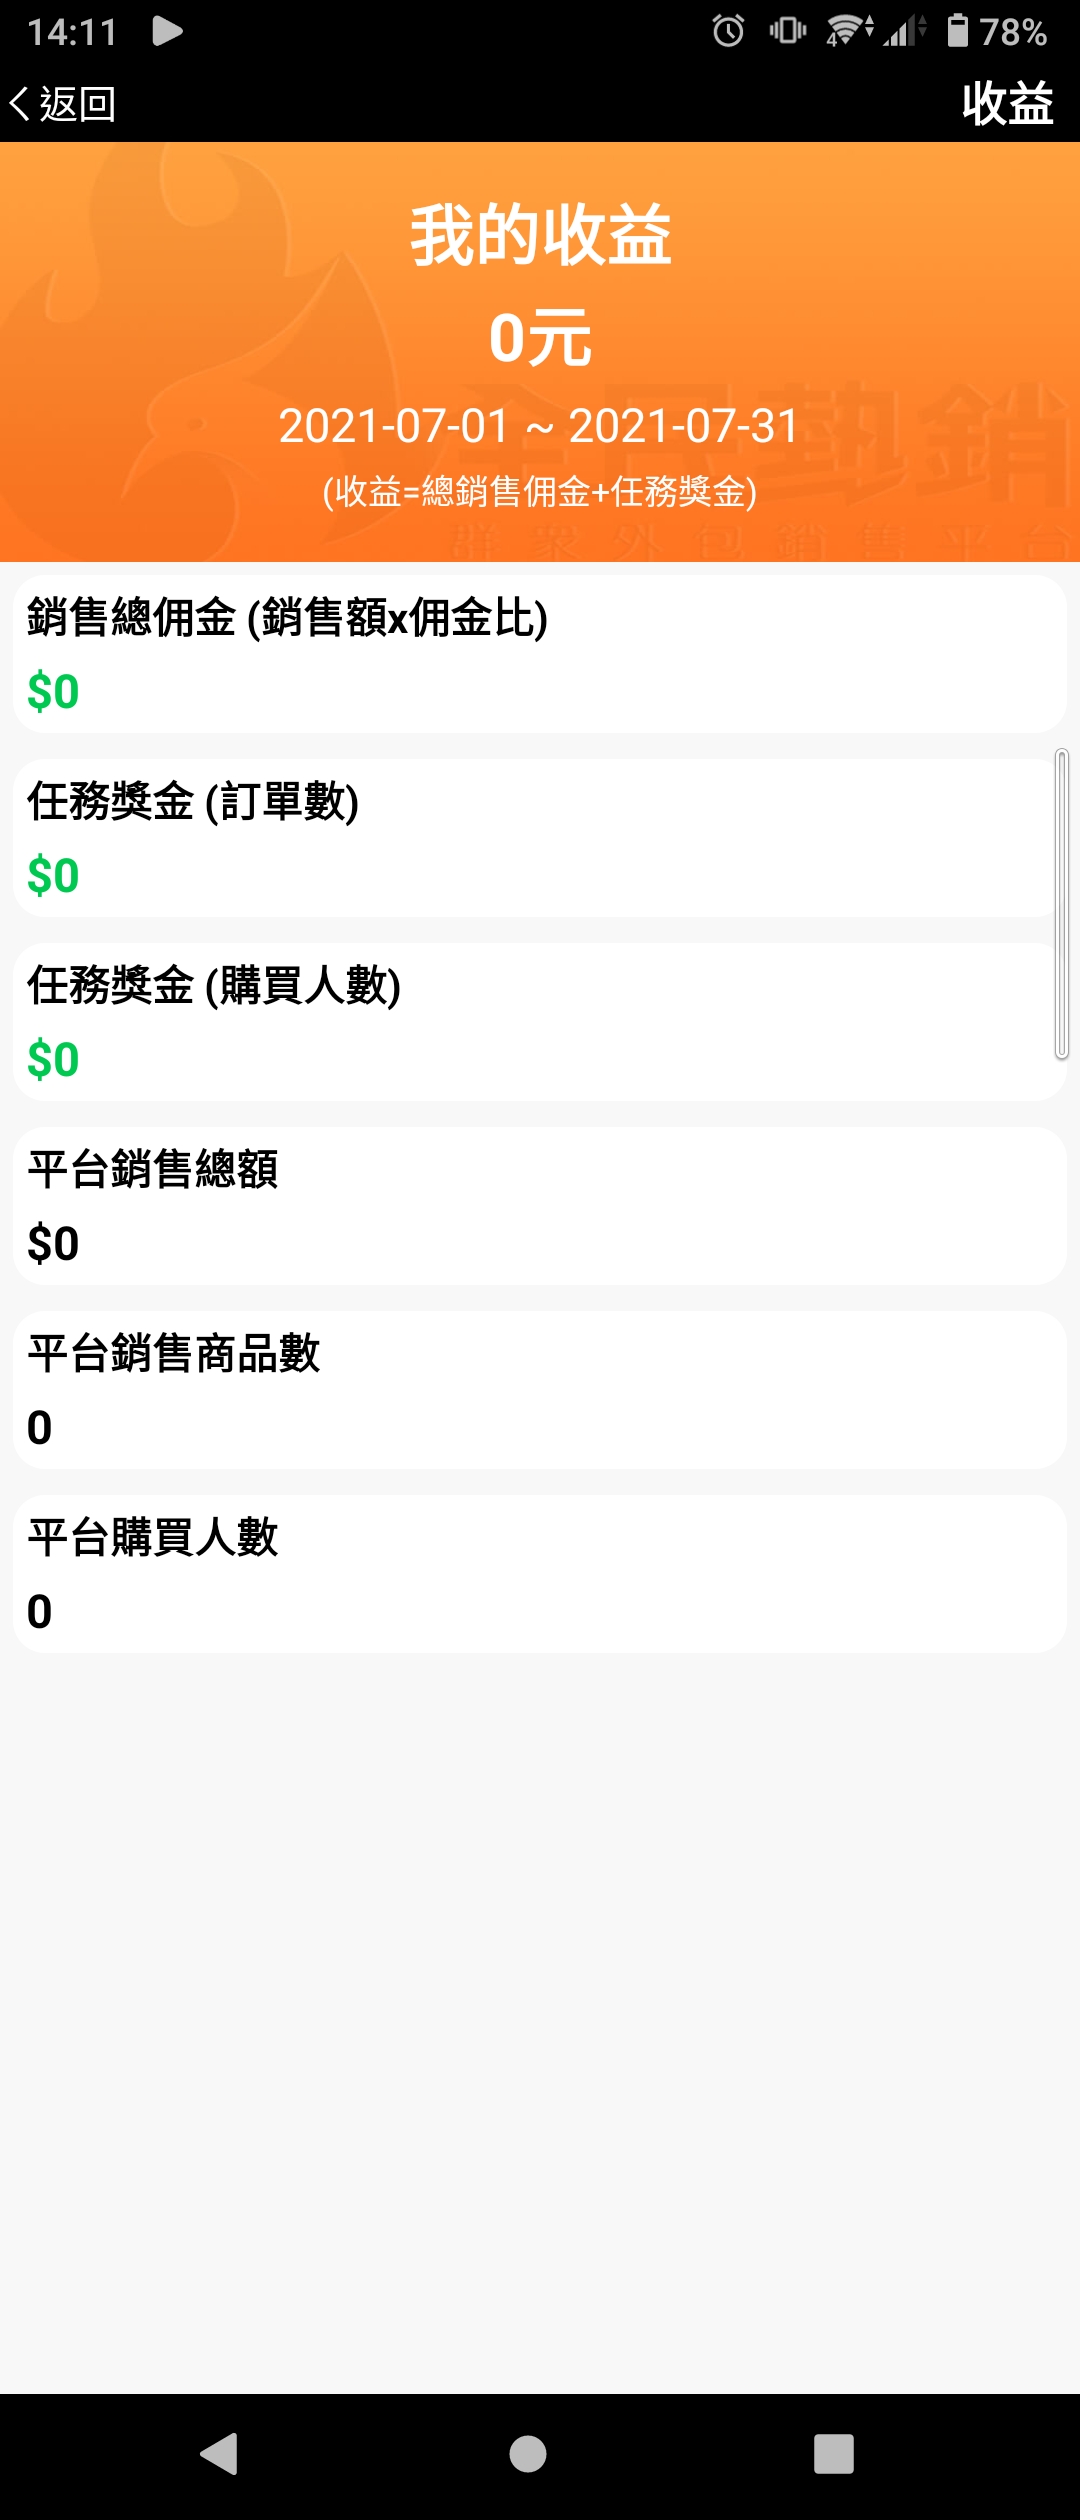 14:11
78%
返回
收益
我的收益
0元
2021-07-01 ~ 2021-07-31
(收益=總銷售佣金+任務獎金)
全民熱銷
群眾外包銷售平台
銷售總佣金 (銷售額x佣金比)
$0
任務獎金 (訂單數)
$0
任務獎金 (購買人數)
$0
平台銷售總額
$0
平台銷售商品數
0
平台購買人數
0